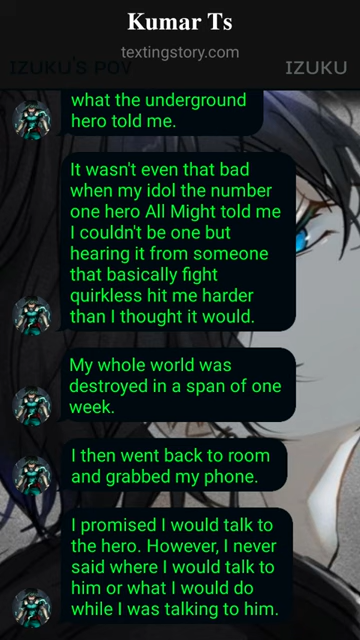 Kumar Ts
textingstory.com
IZUKU'S POV
IZUKU
what the underground
hero told me.
It wasn't even that bad
when my idol the number
one hero All Might told me
I couldn't be one but
hearing it from someone
that basically fight
quirkless hit me harder
than I thought it would.
My whole world was
destroyed in a span of one
week.
I then went back to room
and grabbed my phone.
I promised I would talk to
the hero. However, I never
said where I would talk to
him or what I would do
while I was talking to him.